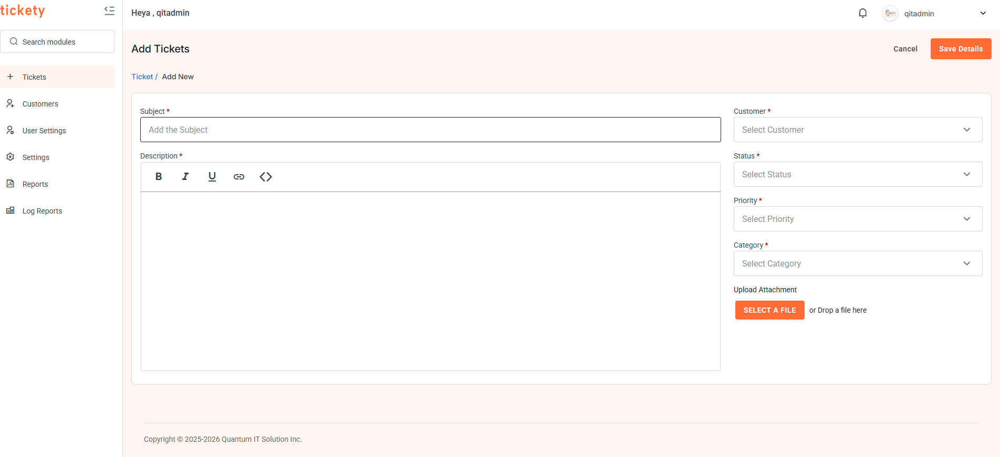 tickety
Heya , qitadmin
qitadmin
Search modules
Tickets
Customers
User Settings
Settings
Reports
Log Reports
Add Tickets
Cancel
Save Details
Ticket / Add New
Subject *
Add the Subject
Description *
B I U
Customer *
Select Customer
Status *
Select Status
Priority *
Select Priority
Category *
Select Category
Upload Attachment
SELECT A FILE or Drop a file here
Copyright © 2025-2026 Quantum IT Solution Inc.